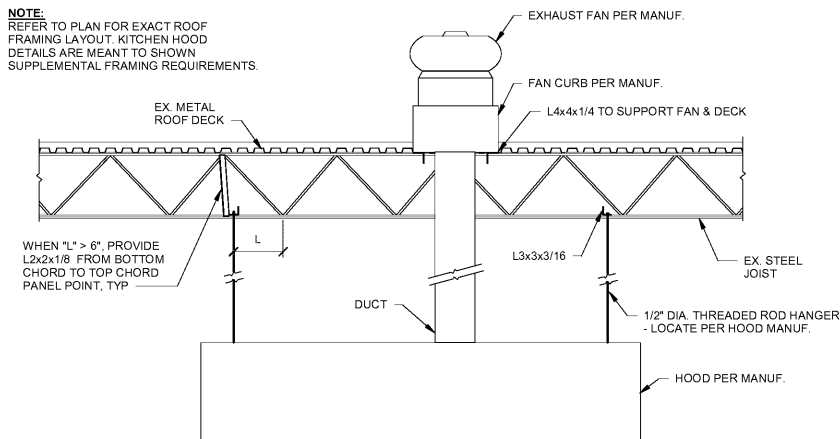 NOTE:
REFER TO PLAN FOR EXACT ROOF
FRAMING LAYOUT. KITCHEN HOOD
DETAILS ARE MEANT TO SHOWN
SUPPLEMENTAL FRAMING REQUIREMENTS.
EXHAUST FAN PER MANUF.
FAN CURB PER MANUF.
L4x4x1/4 TO SUPPORT FAN & DECK
EX. METAL
ROOF DECK
L
WHEN "L" > 6", PROVIDE
L2x2x1/8 FROM BOTTOM
CHORD TO TOP CHORD
PANEL POINT, TYP
L3x3x3/16
EX. STEEL
JOIST
DUCT
1/2" DIA. THREADED ROD HANGER
- LOCATE PER HOOD MANUF.
HOOD PER MANUF.